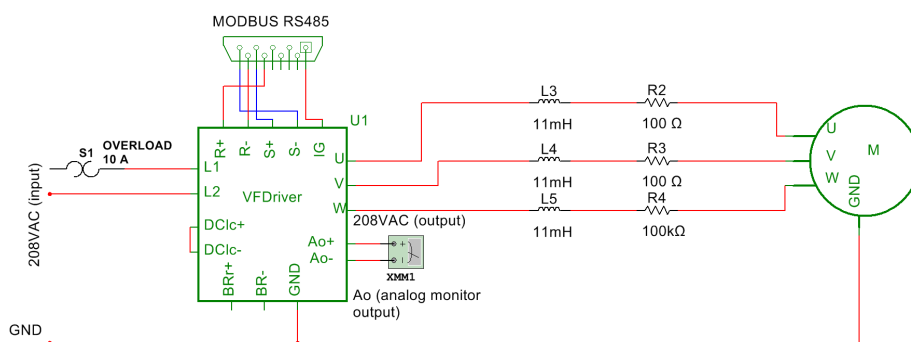 MODBUS RS485
U1
S1
OVERLOAD
10 A
208VAC (input)
R+
R-
S+
S-
IG
L1
L2
DClc+
DClc-
BRr+
BR-
GND
VFDriver
U
V
W
208VAC (output)
Ao+
Ao-
XMM1
Ao (analog monitor
output)
L3
11mH
R2
100 Ω
L4
11mH
R3
100 Ω
L5
11mH
R4
100kΩ
U
V
W
M
GND
GND